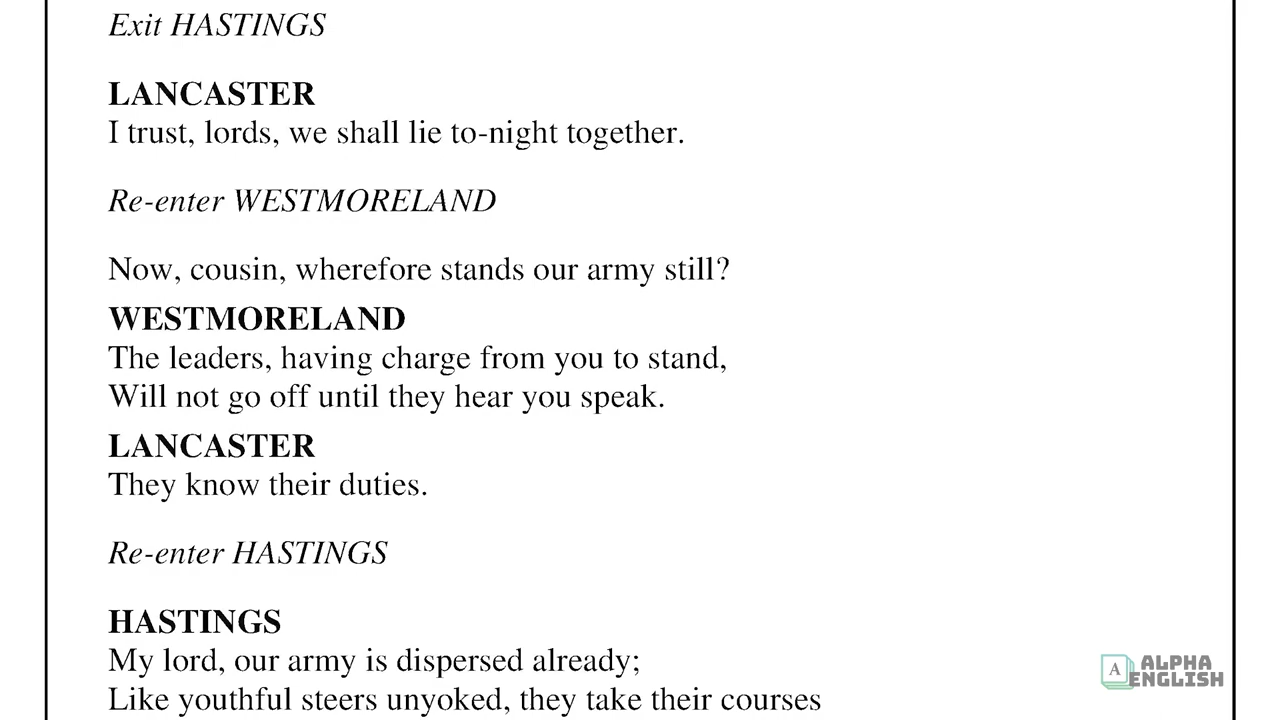 Exit HASTINGS
LANCASTER
I trust, lords, we shall lie to-night together.
Re-enter WESTMORELAND
Now, cousin, wherefore stands our army still?
WESTMORELAND
The leaders, having charge from you to stand,
Will not go off until they hear you speak.
LANCASTER
They know their duties.
Re-enter HASTINGS
HASTINGS
My lord, our army is dispersed already;
Like youthful steers unyoked, they take their courses
A
ALPHA
ENGLISH